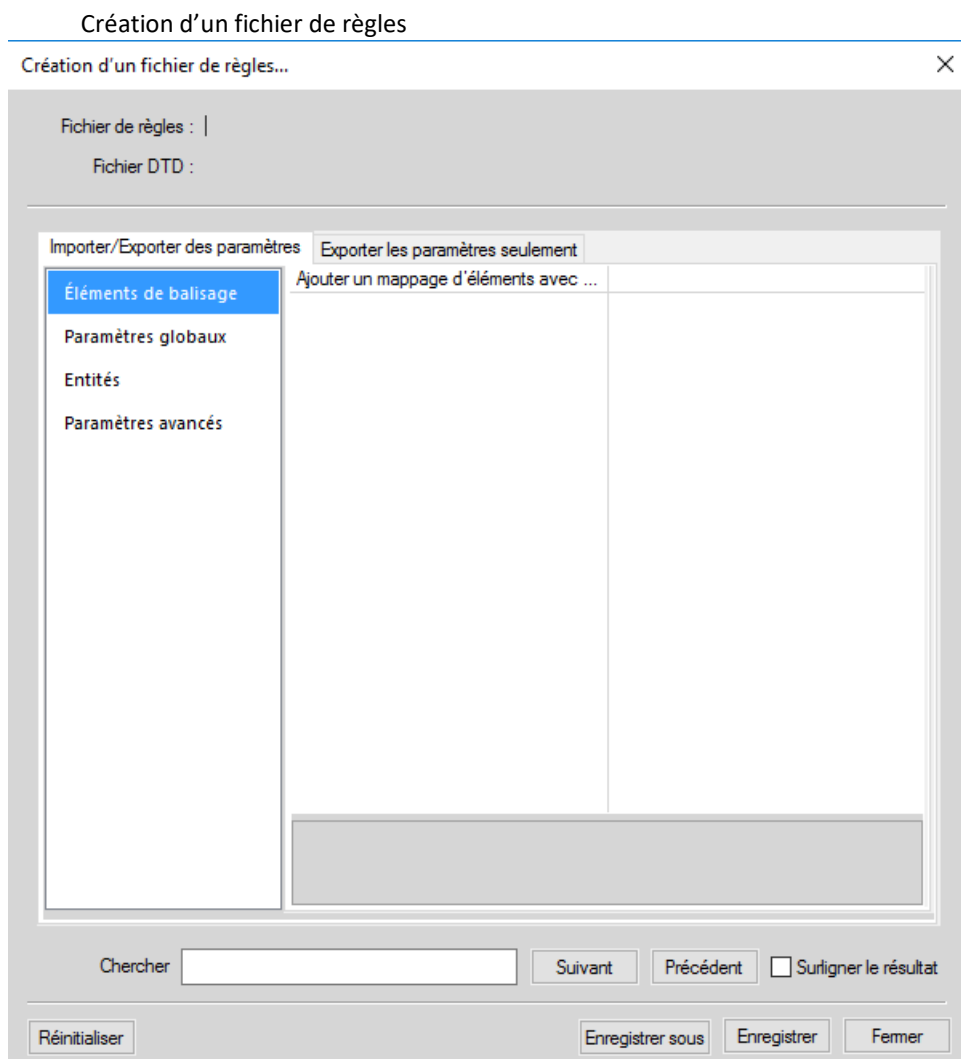 Création d’un fichier de règles
Création d’un fichier de règles...
Fichier de règles :
Fichier DTD :
Importer/Exporter des paramètres Exporter les paramètres seulement
Éléments de balisage
Paramètres globaux
Entités
Paramètres avancés
Ajouter un mappage d'éléments avec ...
Chercher Suivant Précédent Surligner le résultat
Réinitialiser Enregistrer sous Enregistrer Fermer